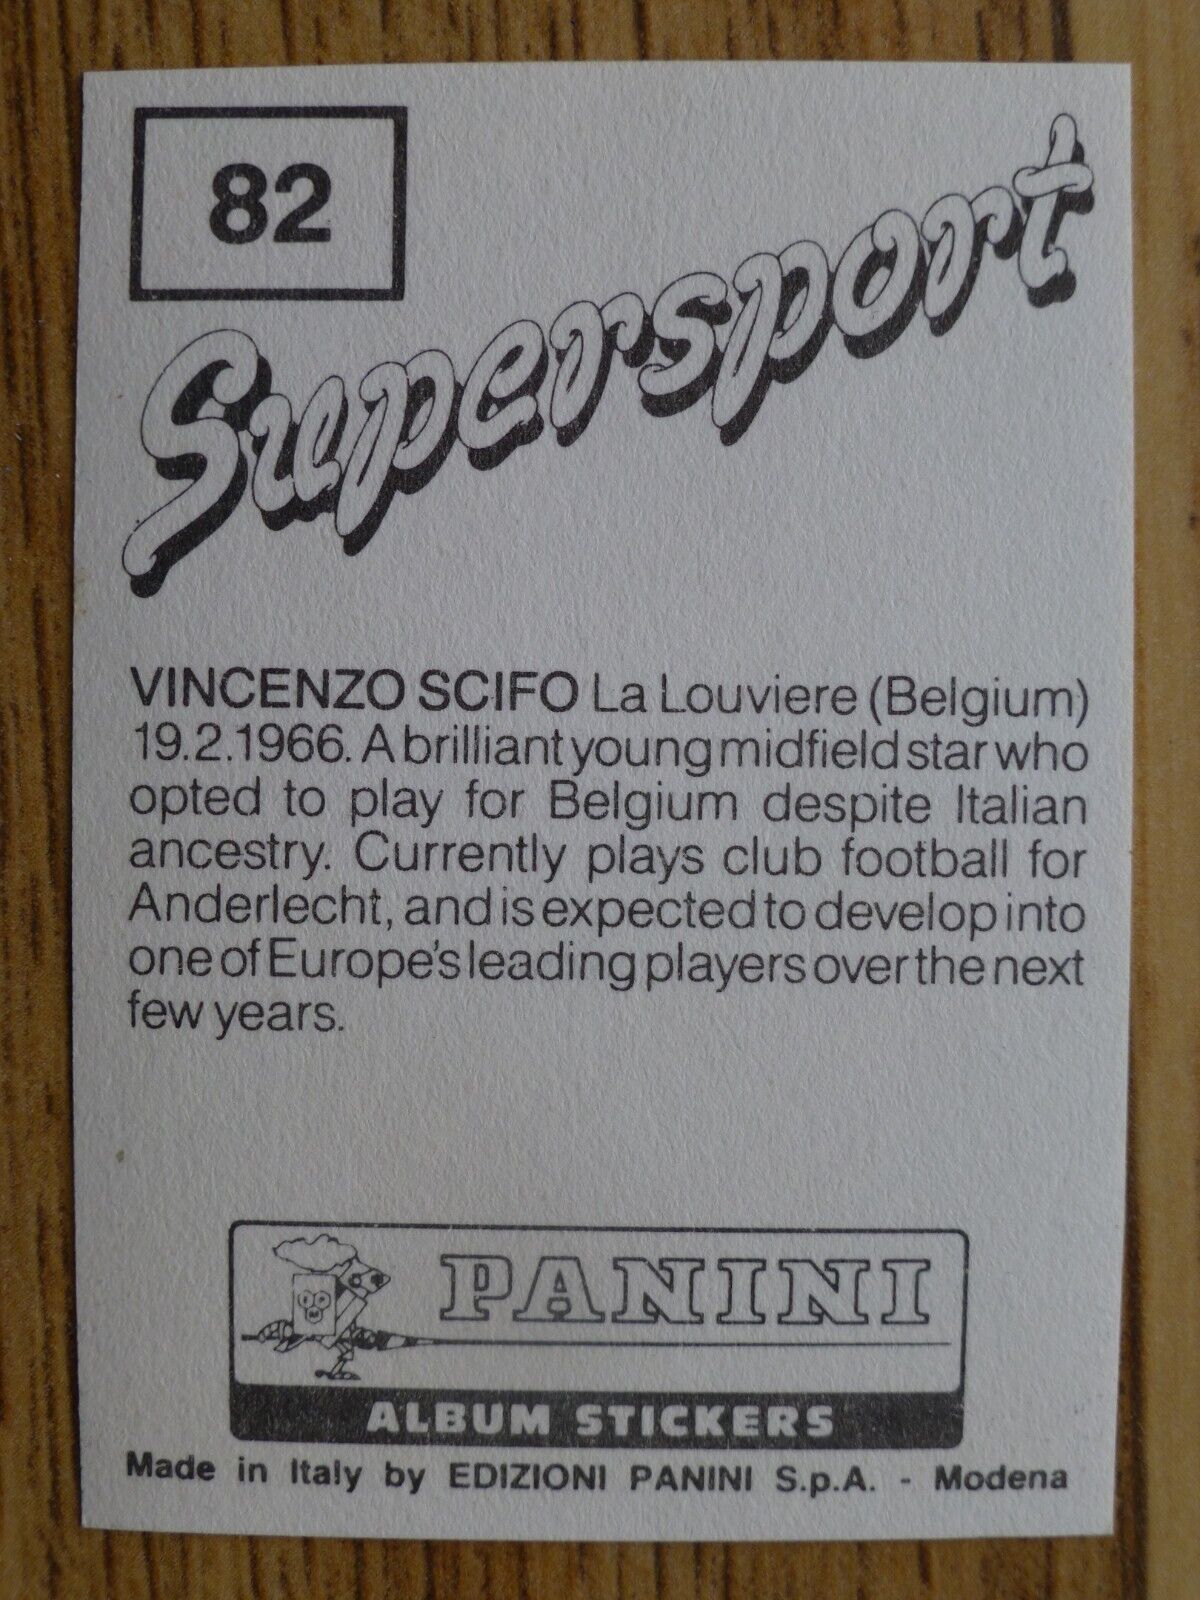 82
Supersport
VINCENZO SCIFO La Louviere (Belgium)
19.2.1966. A brilliant young midfield star who
opted to play for Belgium despite Italian
ancestry. Currently plays club football for
Anderlecht, and is expected to develop into
one of Europe's leading players over the next
few years.
PANINI
ALBUM STICKERS
Made in Italy by EDIZIONI PANINI S.p.A. - Modena